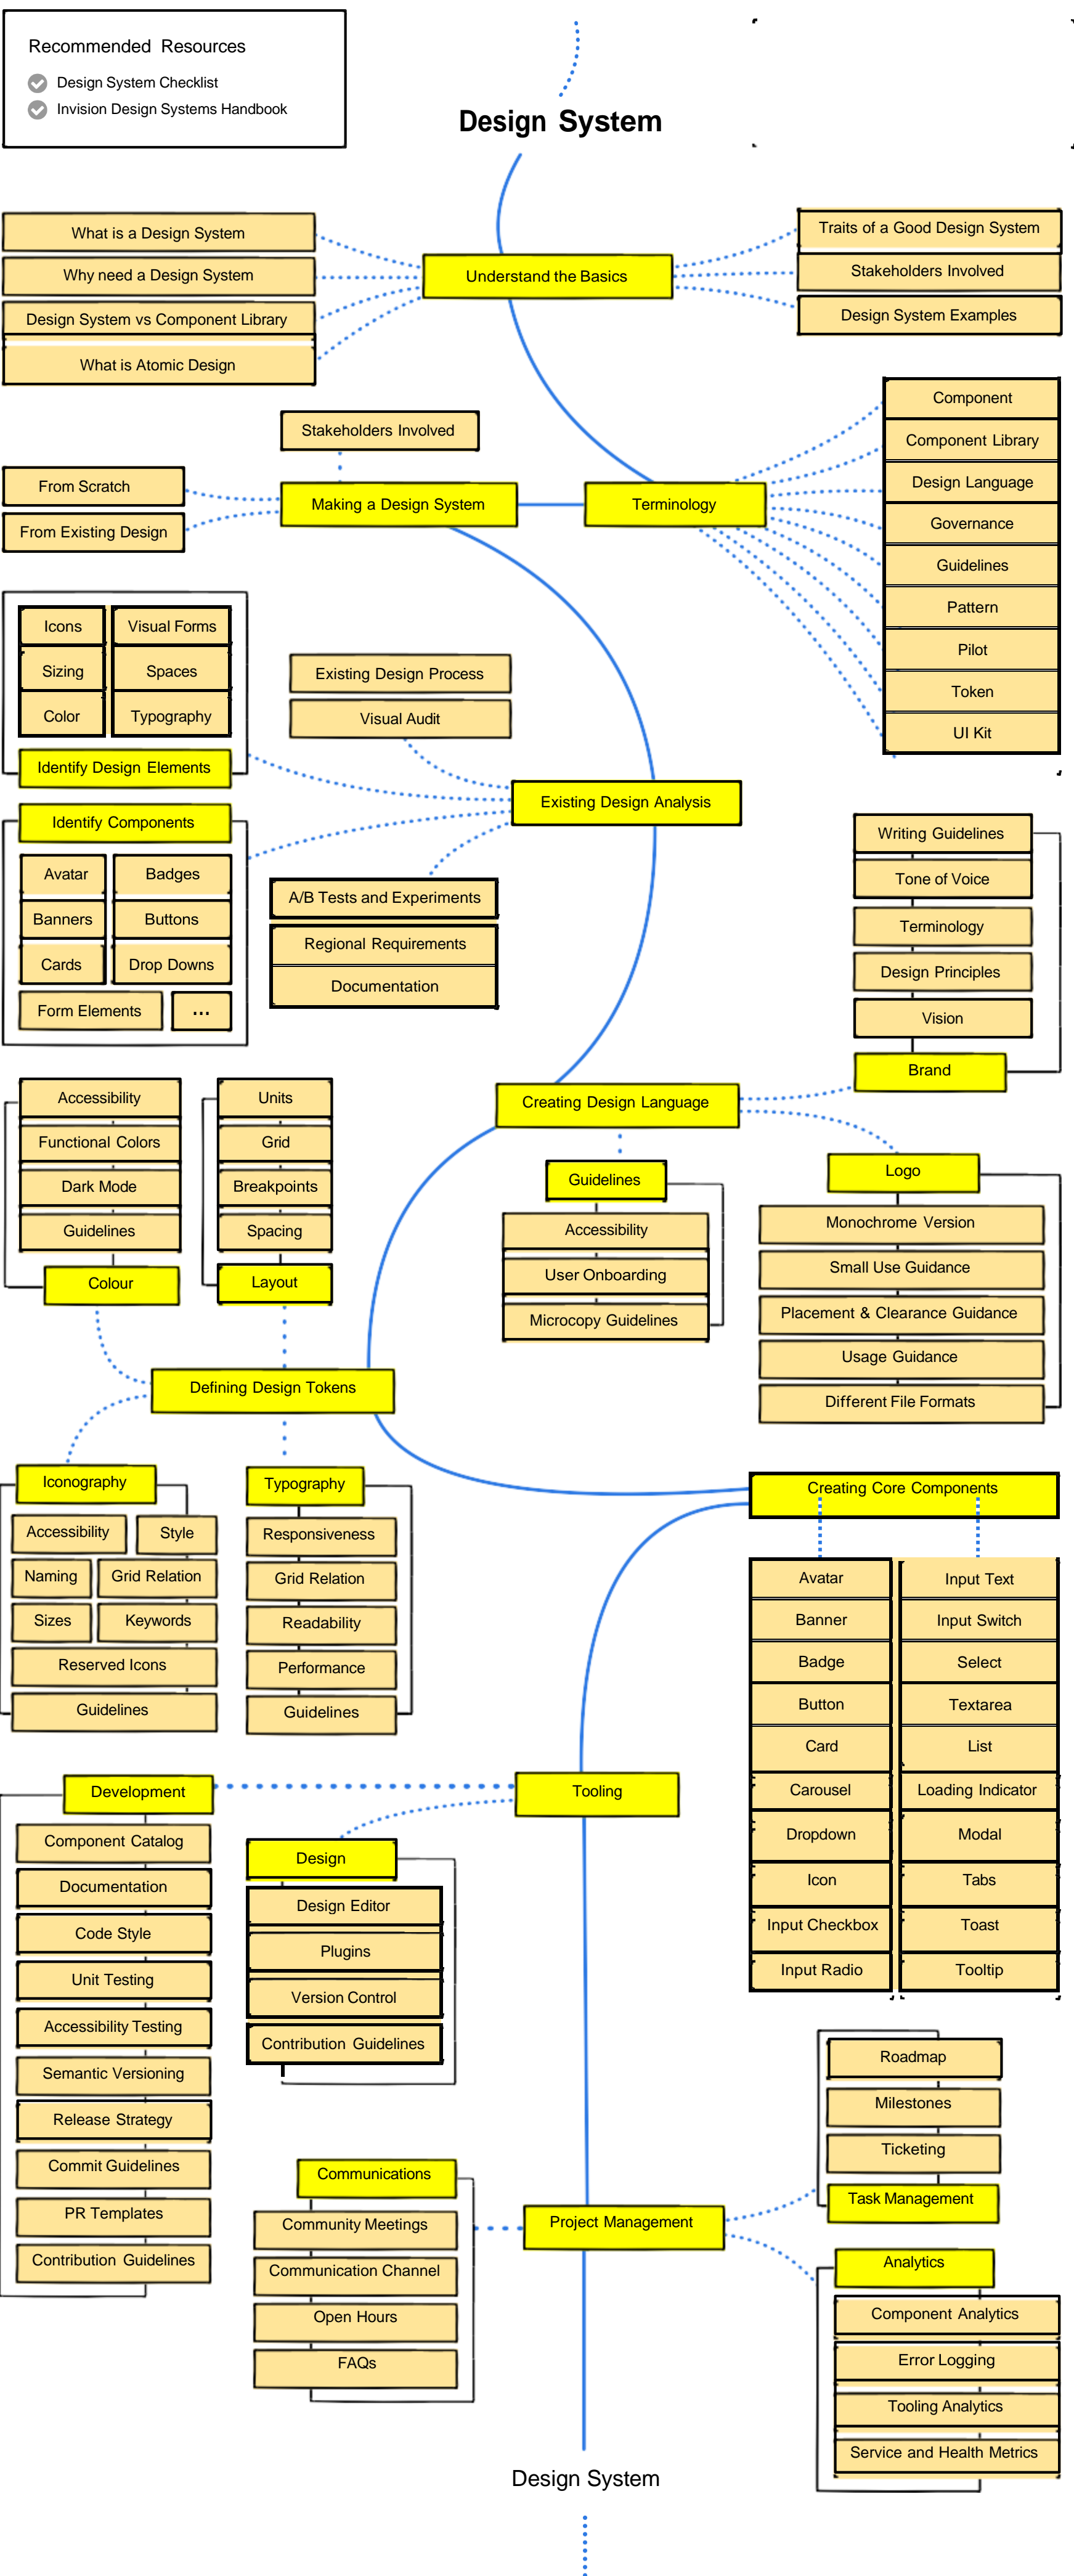 Recommended Resources
Design System Checklist
Invision Design Systems Handbook
Design System
What is a Design System
Why need a Design System
Design System vs Component Library
What is Atomic Design
Understand the Basics
Traits of a Good Design System
Stakeholders Involved
Design System Examples
Stakeholders Involved
From Scratch
From Existing Design
Making a Design System
Terminology
Component
Component Library
Design Language
Governance
Guidelines
Pattern
Pilot
Token
UI Kit
Icons
Visual Forms
Sizing
Spaces
Color
Typography
Identify Design Elements
Existing Design Process
Visual Audit
Existing Design Analysis
Identify Components
Avatar
Badges
Banners
Buttons
Cards
Drop Downs
Form Elements
...
A/B Tests and Experiments
Regional Requirements
Documentation
Writing Guidelines
Tone of Voice
Terminology
Design Principles
Vision
Brand
Creating Design Language
Accessibility
Functional Colors
Dark Mode
Guidelines
Colour
Units
Grid
Breakpoints
Spacing
Layout
Guidelines
Accessibility
User Onboarding
Microcopy Guidelines
Logo
Monochrome Version
Small Use Guidance
Placement & Clearance Guidance
Usage Guidance
Different File Formats
Defining Design Tokens
Iconography
Accessibility
Style
Naming
Grid Relation
Sizes
Keywords
Reserved Icons
Guidelines
Typography
Responsiveness
Grid Relation
Readability
Performance
Guidelines
Creating Core Components
Avatar
Banner
Badge
Button
Card
Carousel
Dropdown
Icon
Input Checkbox
Input Radio
Input Text
Input Switch
Select
Textarea
List
Loading Indicator
Modal
Tabs
Toast
Tooltip
Tooling
Development
Component Catalog
Documentation
Code Style
Unit Testing
Accessibility Testing
Semantic Versioning
Release Strategy
Commit Guidelines
PR Templates
Contribution Guidelines
Design
Design Editor
Plugins
Version Control
Contribution Guidelines
Communications
Community Meetings
Communication Channel
Open Hours
FAQs
Project Management
Roadmap
Milestones
Ticketing
Task Management
Analytics
Component Analytics
Error Logging
Tooling Analytics
Service and Health Metrics
Design System